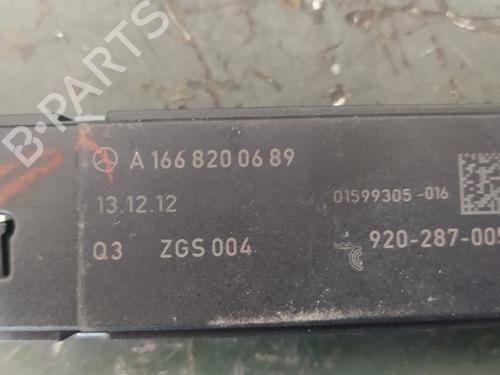 B-PARTS
A 166 820 06 89
13.12.12
01599305-016
Q3 ZGS 004
920-287-005